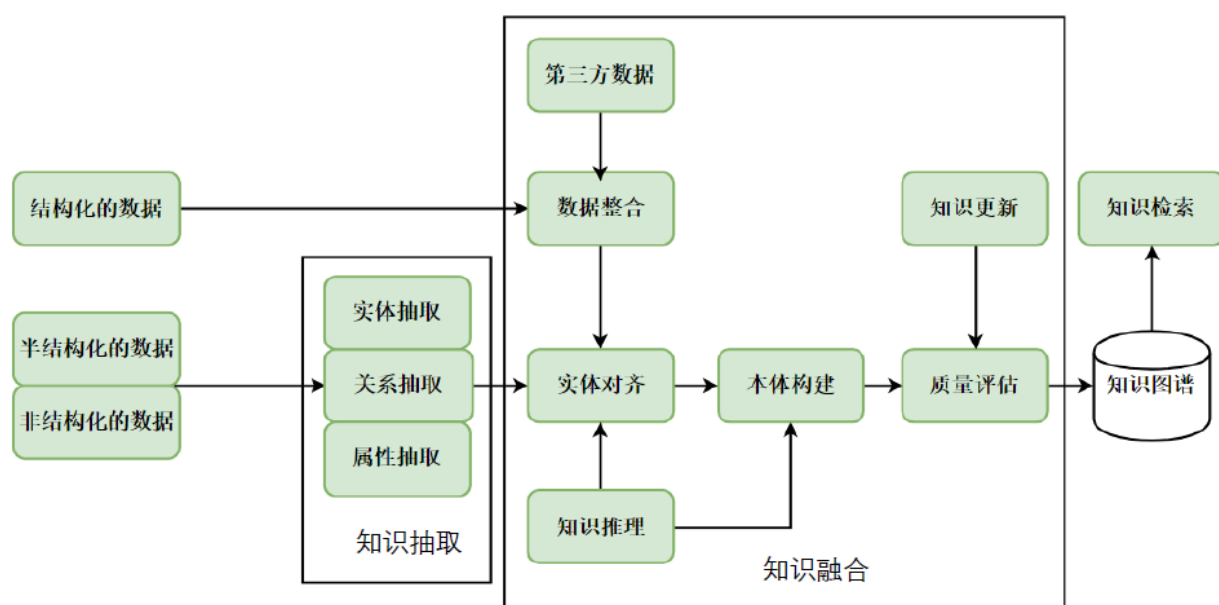 第三方数据
结构化的数据
数据整合
知识更新
知识检索
实体抽取
半结构化的数据
关系抽取
实体对齐
本体构建
质量评估
知识图谱
非结构化的数据
属性抽取
知识推理
知识抽取
知识融合